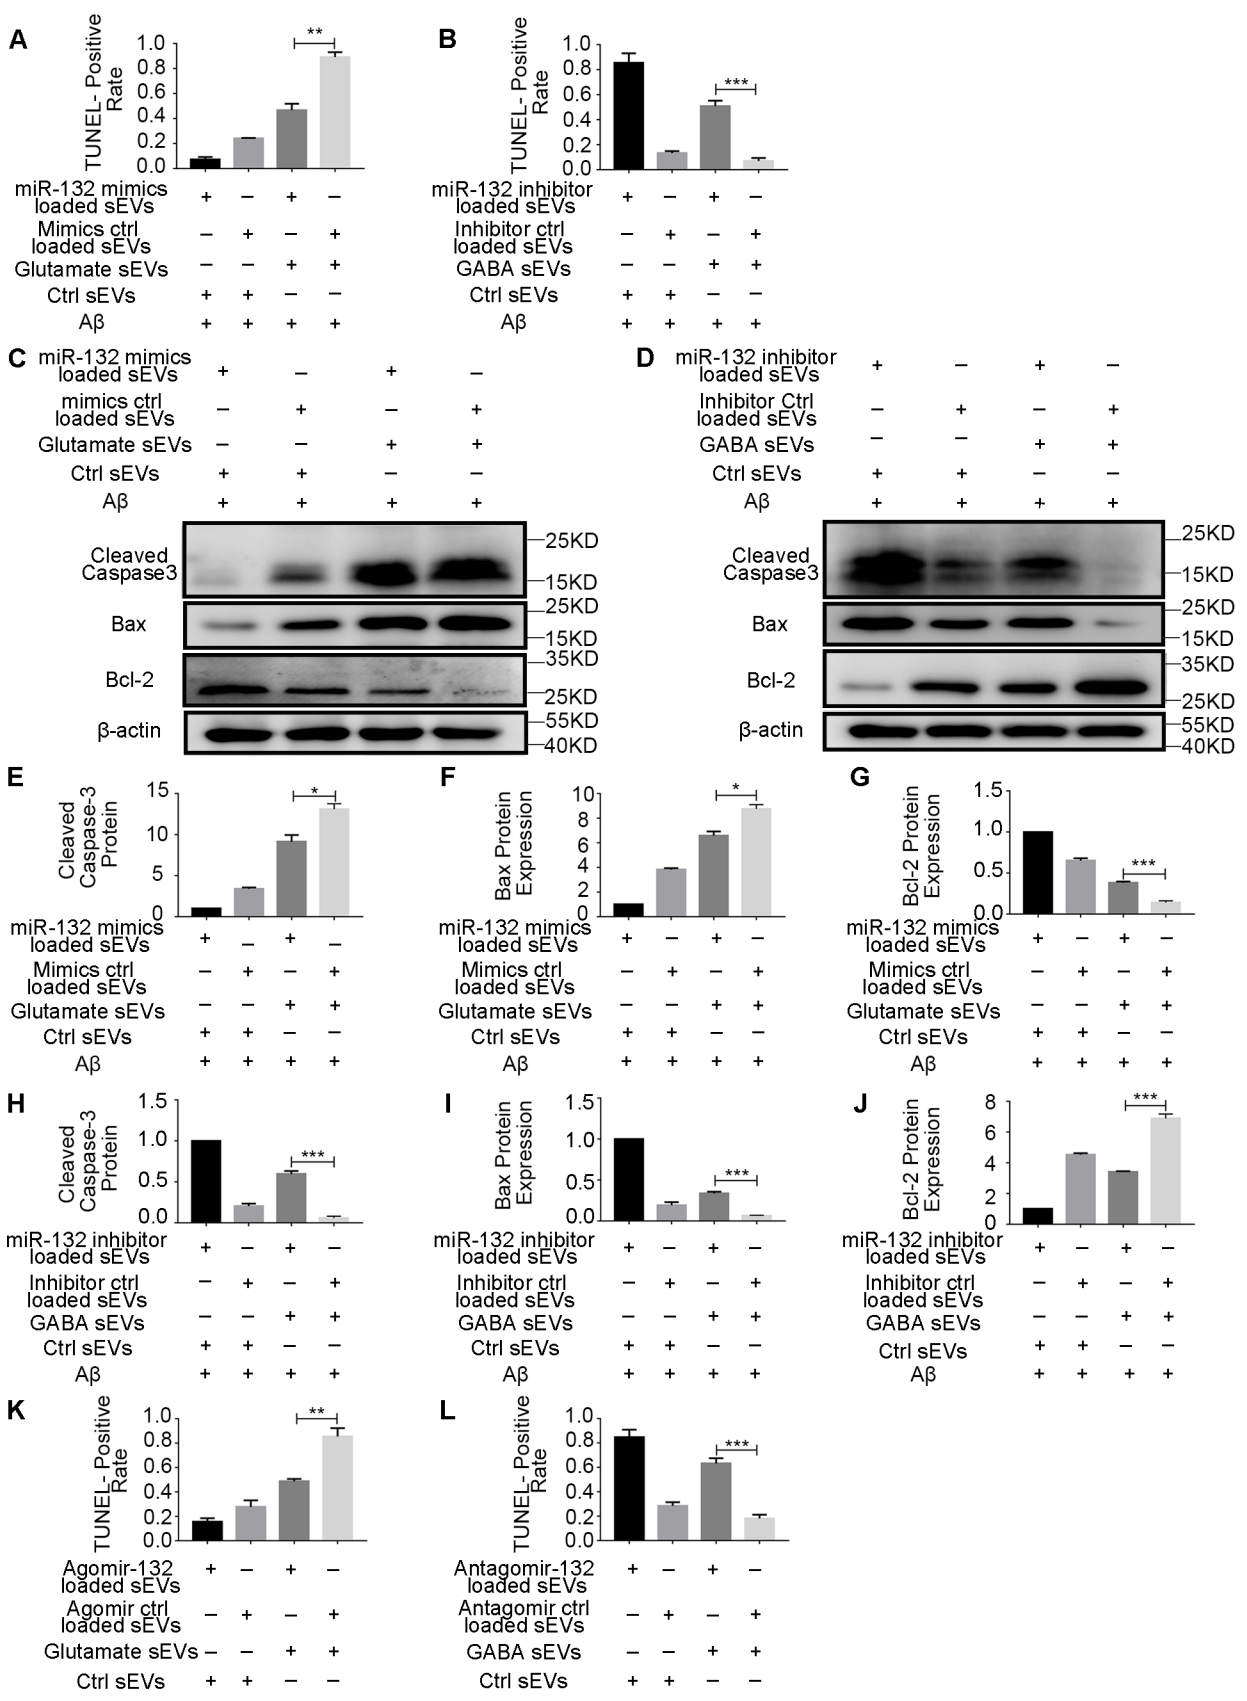 A
TUNEL- Positive
Rate
1.0
0.8
0.6
0.4
0.2
0.0
**
miR-132 mimics
loaded sEVs
+ − + −
Mimics ctrl
loaded sEVs
− + − +
Glutamate sEVs − − + +
Ctrl sEVs + + − −
Aβ + + + +
B
TUNEL- Positive
Rate
1.0
0.8
0.6
0.4
0.2
0.0
***
miR-132 inhibitor
loaded sEVs
+ − + −
Inhibitor ctrl
loaded sEVs
− + − +
GABA sEVs − − + +
Ctrl sEVs + + − −
Aβ + + + +
C
miR-132 mimics
loaded sEVs
+ − + −
mimics ctrl
loaded sEVs
− + − +
Glutamate sEVs − − + +
Ctrl sEVs + + − −
Aβ + + + +
Cleaved
Caspase3
25KD
15KD
Bax
25KD
15KD
Bcl-2
35KD
25KD
β-actin
55KD
40KD
D
miR-132 inhibitor
loaded sEVs
+ − + −
Inhibitor Ctrl
loaded sEVs
− + − +
GABA sEVs − − + +
Ctrl sEVs + + − −
Aβ + + + +
Cleaved
Caspase3
25KD
15KD
Bax
25KD
15KD
Bcl-2
35KD
25KD
β-actin
55KD
40KD
E
Cleaved
Caspase-3
Protein
15
10
5
0
*
miR-132 mimics
loaded sEVs
+ − + −
Mimics ctrl
loaded sEVs
− + − +
Glutamate sEVs − − + +
Ctrl sEVs + + − −
Aβ + + + +
F
Bax Protein
Expression
10
8
6
4
2
0
*
miR-132 mimics
loaded sEVs
+ − + −
Mimics ctrl
loaded sEVs
− + − +
Glutamate sEVs − − + +
Ctrl sEVs + + − −
Aβ + + + +
G
Bcl-2 Protein
Expression
1.5
1.0
0.5
0.0
***
miR-132 mimics
loaded sEVs
+ − + −
Mimics ctrl
loaded sEVs
− + − +
Glutamate sEVs − − + +
Ctrl sEVs + + − −
Aβ + + + +
H
Cleaved
Caspase-3
Protein
1.5
1.0
0.5
0.0
***
miR-132 inhibitor
loaded sEVs
+ − + −
Inhibitor ctrl
loaded sEVs
− + − +
GABA sEVs − − + +
Ctrl sEVs + + − −
Aβ + + + +
I
Bax Protein
Expression
1.5
1.0
0.5
0.0
***
miR-132 inhibitor
loaded sEVs
+ − + −
Inhibitor ctrl
loaded sEVs
− + − +
GABA sEVs − − + +
Ctrl sEVs + + − −
Aβ + + + +
J
Bcl-2 Protein
Expression
8
6
4
2
0
***
miR-132 inhibitor
loaded sEVs
+ − + −
Inhibitor ctrl
loaded sEVs
− + − +
GABA sEVs − − + +
Ctrl sEVs + + − −
Aβ + + + +
K
TUNEL- Positive
Rate
1.0
0.8
0.6
0.4
0.2
0.0
**
Agomir-132
loaded sEVs
+ − + −
Agomir ctrl
loaded sEVs
− + − +
Glutamate sEVs − − + +
Ctrl sEVs + + − −
L
TUNEL- Positive
Rate
1.0
0.8
0.6
0.4
0.2
0.0
***
Antagomir-132
loaded sEVs
+ − + −
Antagomir ctrl
loaded sEVs
− + − +
GABA sEVs − − + +
Ctrl sEVs + + − −